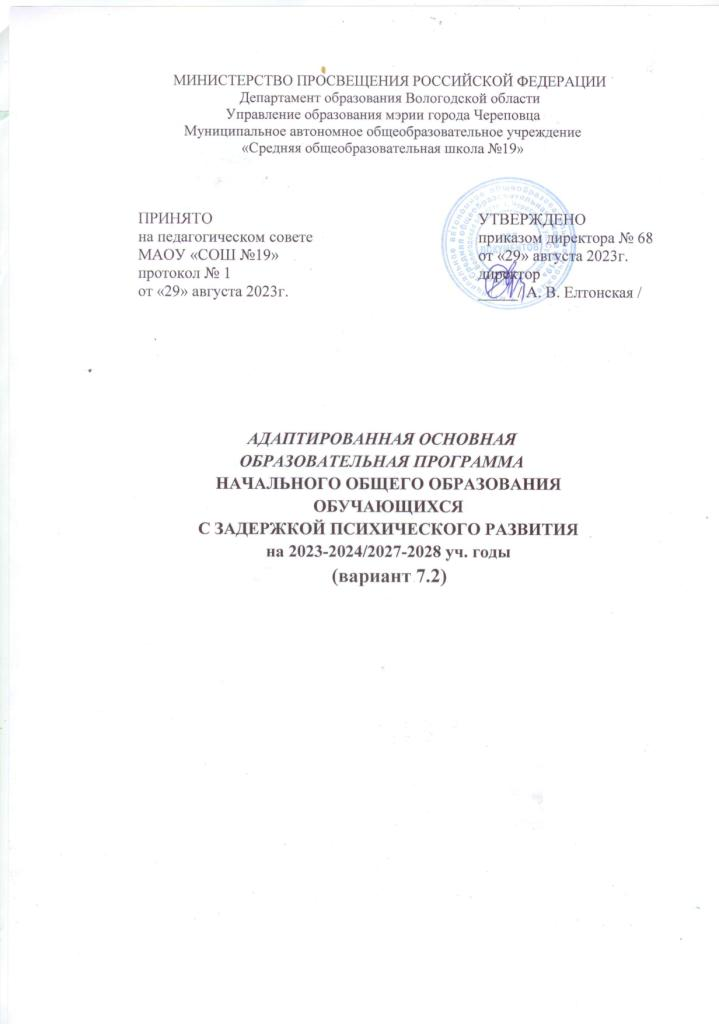 МИНИСТЕРСТВО ПРОСВЕЩЕНИЯ РОССИЙСКОЙ ФЕДЕРАЦИИ
Департамент образования Вологодской области
Управление образования мэрии города Череповца
Муниципальное автономное общеобразовательное учреждение
«Средняя общеобразовательная школа №19»
ПРИНЯТО
на педагогическом совете
МАОУ «СОШ №19»
протокол № 1
от «29» августа 2023г.
УТВЕРЖДЕНО
приказом директора № 68
от «29» августа 2023г.
директор
_____/ А. В. Елтонская /
АДАПТИРОВАННАЯ ОСНОВНАЯ
ОБРАЗОВАТЕЛЬНАЯ ПРОГРАММА
НАЧАЛЬНОГО ОБЩЕГО ОБРАЗОВАНИЯ
ОБУЧАЮЩИХСЯ
С ЗАДЕРЖКОЙ ПСИХИЧЕСКОГО РАЗВИТИЯ
на 2023-2024/2027-2028 уч. годы
(вариант 7.2)